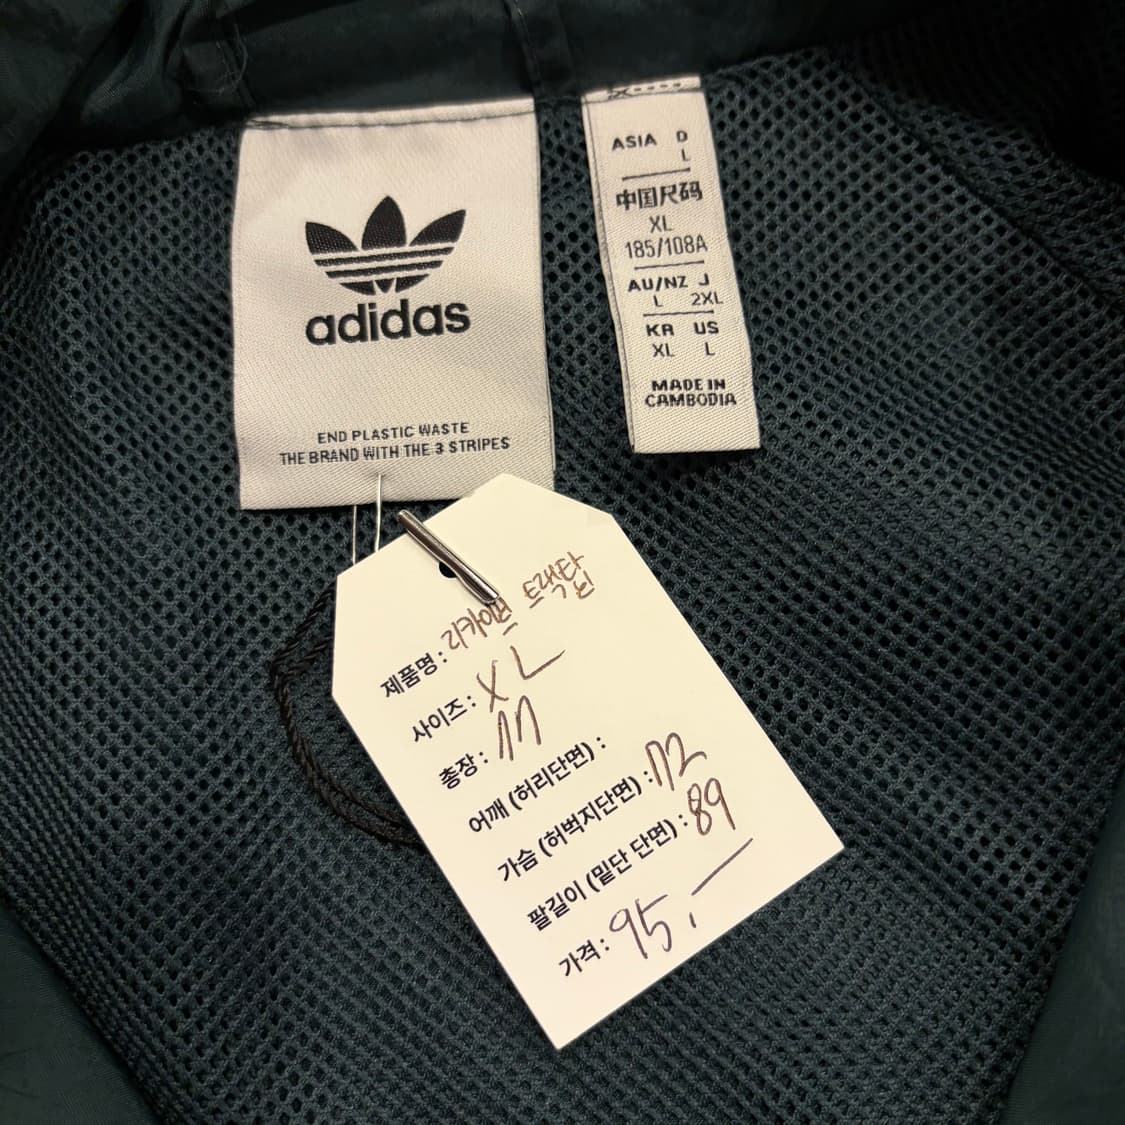 adidas
END PLASTIC WASTE
THE BRAND WITH THE 3 STRIPES
ASIA D
L
中国尺码
XL
185/108A
AU/NZ J
L 2XL
KR US
XL L
MADE IN
CAMBODIA
제품명 : 리카이브 트랙탑
사이즈 : XL
총장 : 77
어깨 (허리단면) :
가슴 (허벅지단면) : 72
팔길이 (밑단 단면) : 89
가격 : 95,-